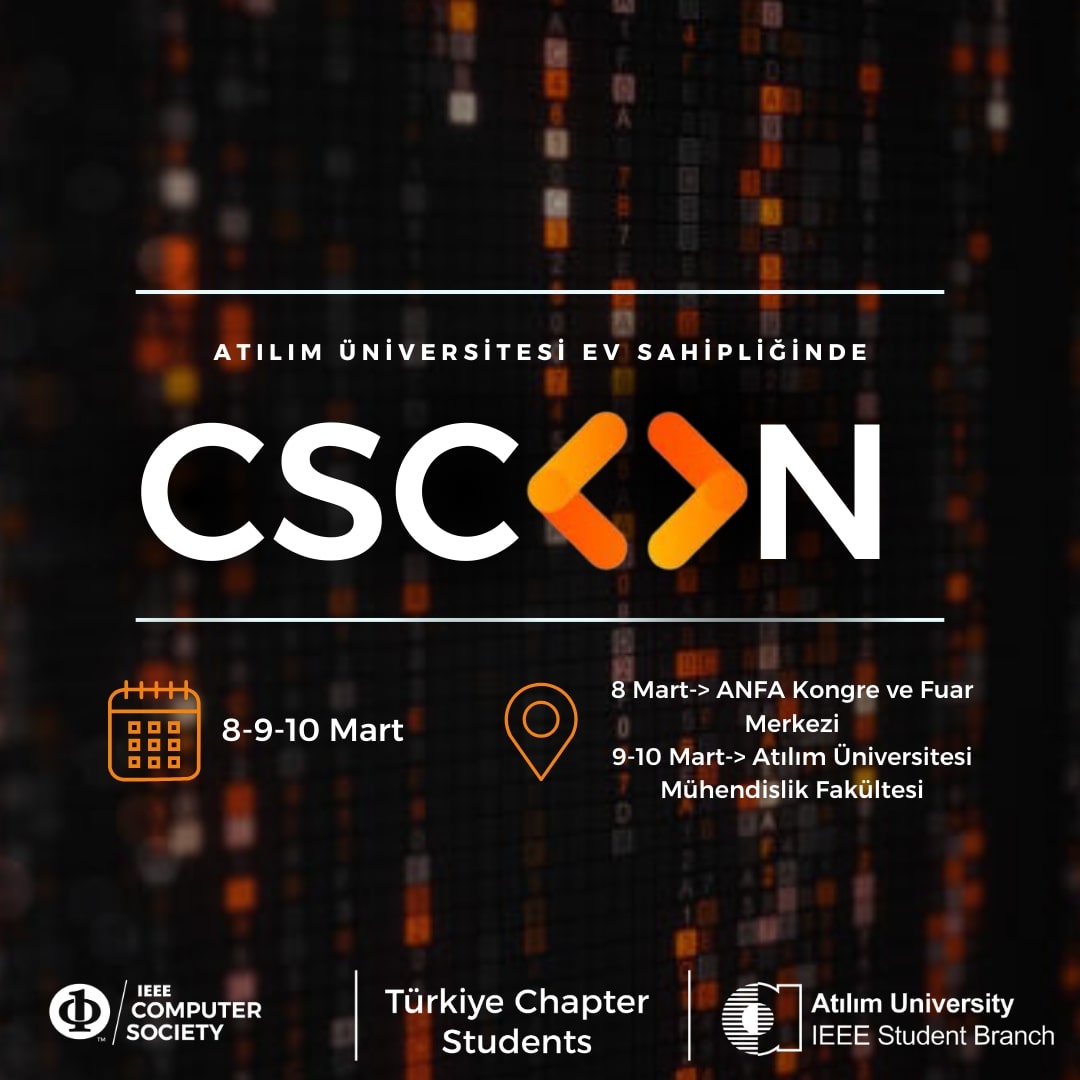 ATILIM ÜNİVERSİTESİ EV SAHİPLİĞİNDE
CSC<>N
8-9-10 Mart
8 Mart-> ANFA Kongre ve Fuar
Merkezi
9-10 Mart-> Atılım Üniversitesi
Mühendislik Fakültesi
IEEE
COMPUTER
SOCIETY
TM
Türkiye Chapter
Students
Atılım University
IEEE Student Branch